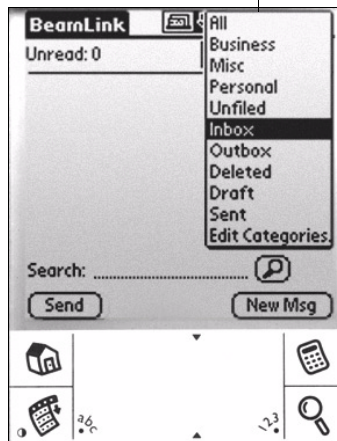 BeamLink
All
Unread: 0
Business
Misc
Personal
Unfiled
Inbox
Outbox
Deleted
Draft
Sent
Edit Categories.
Search:
Send
New Msg
abc
123